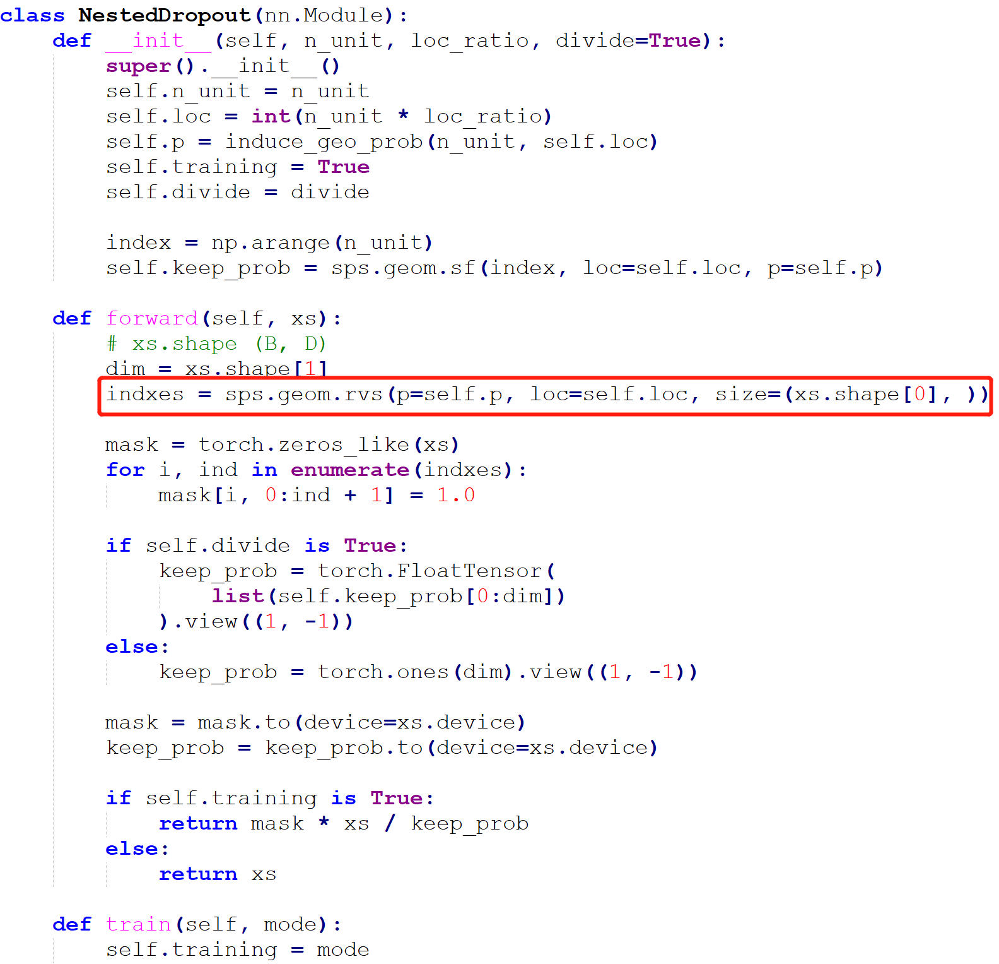 class NestedDropout(nn.Module):
    def __init__(self, n_unit, loc_ratio, divide=True):
        super().__init__()
        self.n_unit = n_unit
        self.loc = int(n_unit * loc_ratio)
        self.p = induce_geo_prob(n_unit, self.loc)
        self.training = True
        self.divide = divide

        index = np.arange(n_unit)
        self.keep_prob = sps.geom.sf(index, loc=self.loc, p=self.p)

    def forward(self, xs):
        # xs.shape (B, D)
        dim = xs.shape[1]
        indxes = sps.geom.rvs(p=self.p, loc=self.loc, size=(xs.shape[0], ))

        mask = torch.zeros_like(xs)
        for i, ind in enumerate(indxes):
            mask[i, 0:ind + 1] = 1.0

        if self.divide is True:
            keep_prob = torch.FloatTensor(
                list(self.keep_prob[0:dim])
            ).view((1, -1))
        else:
            keep_prob = torch.ones(dim).view((1, -1))

        mask = mask.to(device=xs.device)
        keep_prob = keep_prob.to(device=xs.device)

        if self.training is True:
            return mask * xs / keep_prob
        else:
            return xs

    def train(self, mode):
        self.training = mode